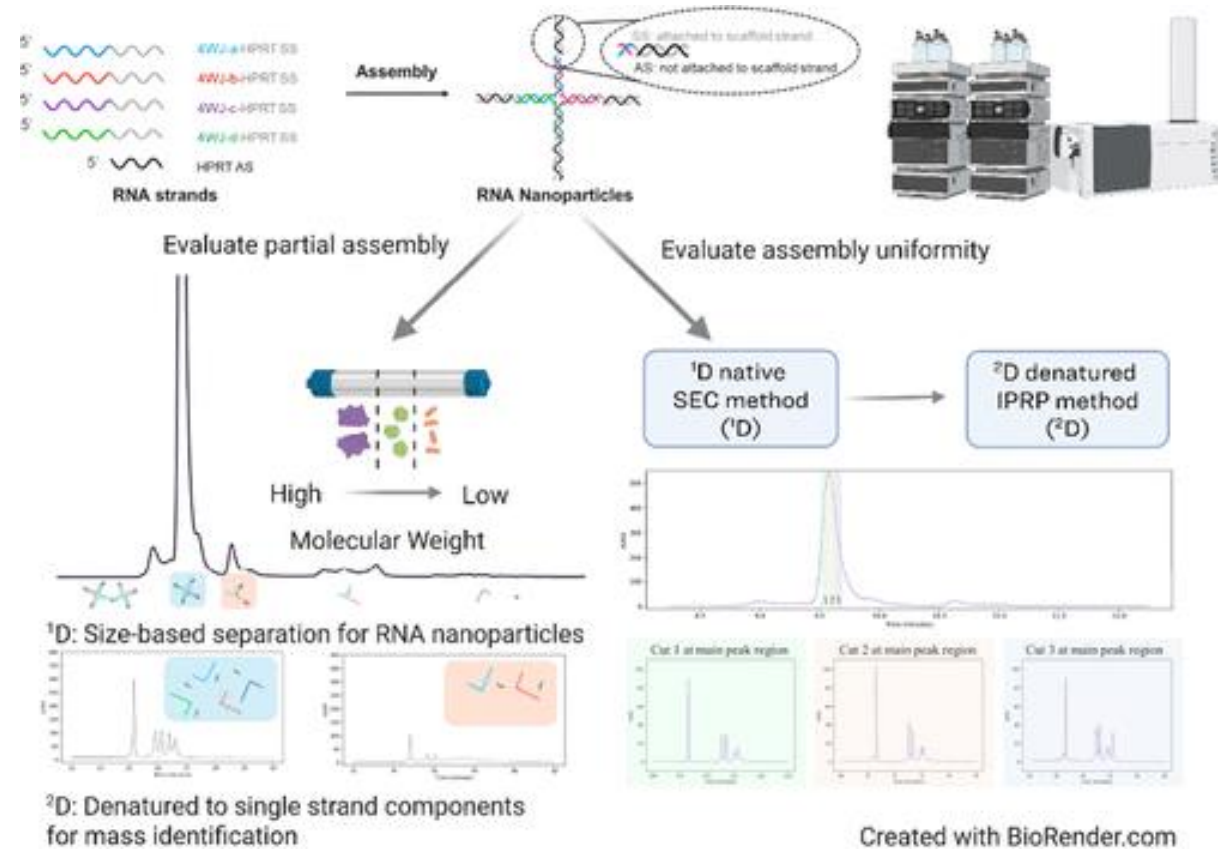 5'
4WJ-a-HPRT SS
5'
4WJ-b-HPRT SS
5'
4WJ-c-HPRT SS
5'
4WJ-d-HPRT SS
5'
HPRT AS
RNA strands
Assembly
SS: attached to scaffold strand
AS: not attached to scaffold strand
RNA Nanoparticles
Evaluate partial assembly
Evaluate assembly uniformity
High
Low
Molecular Weight
¹D: Size-based separation for RNA nanoparticles
²D: Denatured to single strand components
for mass identification
¹D native
SEC method
(¹D)
²D denatured
IPRP method
(²D)
Cut 1 at main peak region
Cut 2 at main peak region
Cut 3 at main peak region
Created with BioRender.com